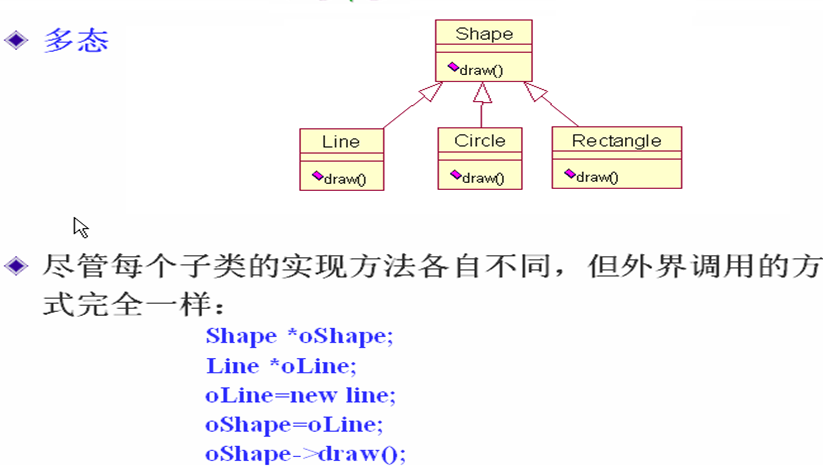 多态
Shape
draw()
Line
Circle
Rectangle
draw()
draw()
draw()
尽管每个子类的实现方法各自不同，但外界调用的方
式完全一样：
Shape *oShape;
Line *oLine;
oLine=new line;
oShape=oLine;
oShape->draw();